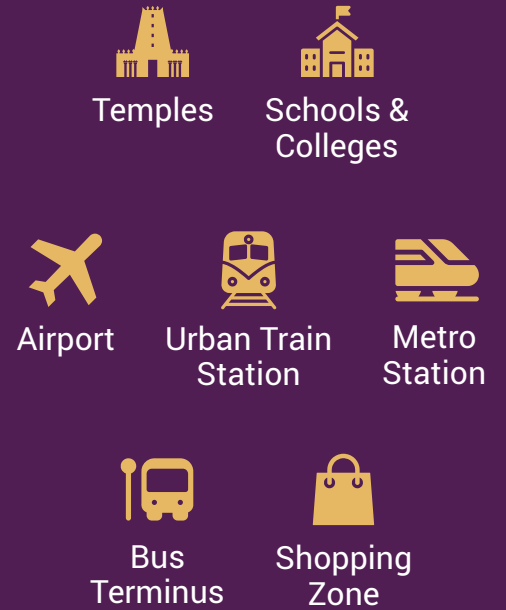 Temples
Schools &
Colleges
Airport
Urban Train
Station
Metro
Station
Bus
Terminus
Shopping
Zone